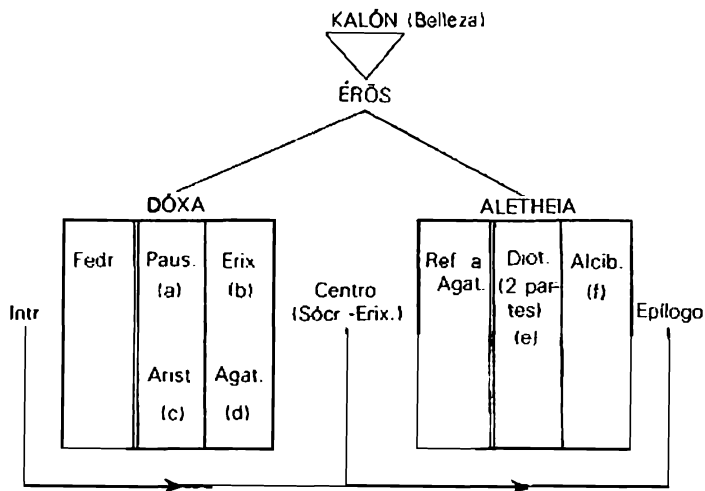 KALÓN (Belleza)
ÉRŌS
DÓXA
ALETHEIA
Intr
Fedr
Paus.
(a)
Arist
(c)
Erix
(b)
Agat.
(d)
Centro
(Sócr -Erix.)
Ref a
Agat.
Diot.
(2 par-
tes)
(e)
Alcib.
(f)
Epílogo